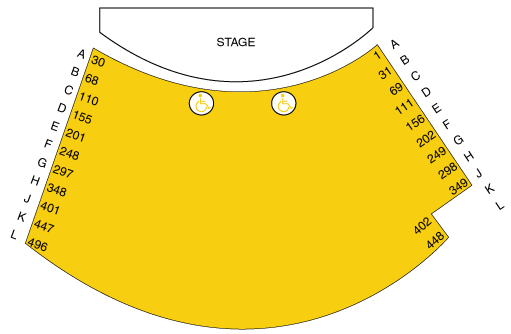 STAGE
A 30
B 68
C 110
D 155
E 201
F 248
G 297
H 348
J 401
K 447
L 496
1 A
31 B
69 C
111 D
156 E
202 F
249 G
298 H
349 J
402 K
448 L